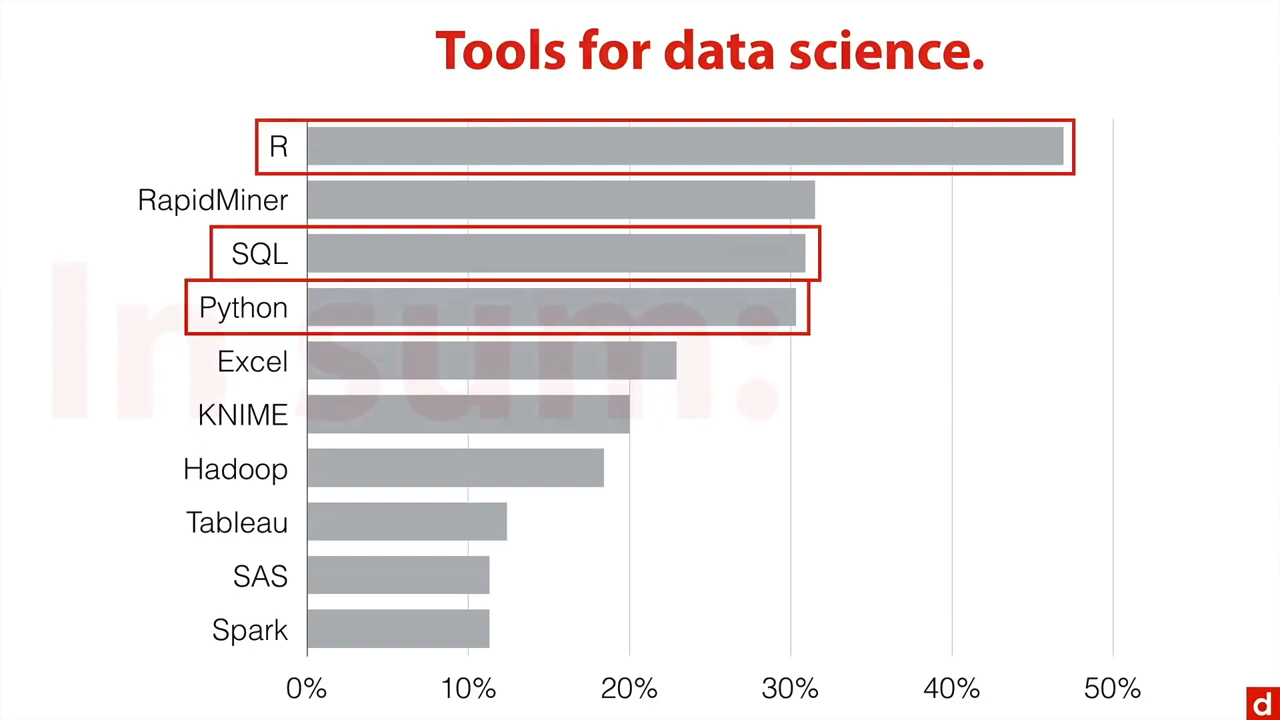 Tools for data science.
R
RapidMiner
SQL
Python
In sum:
Excel
KNIME
Hadoop
Tableau
SAS
Spark
0% 10% 20% 30% 40% 50%
d